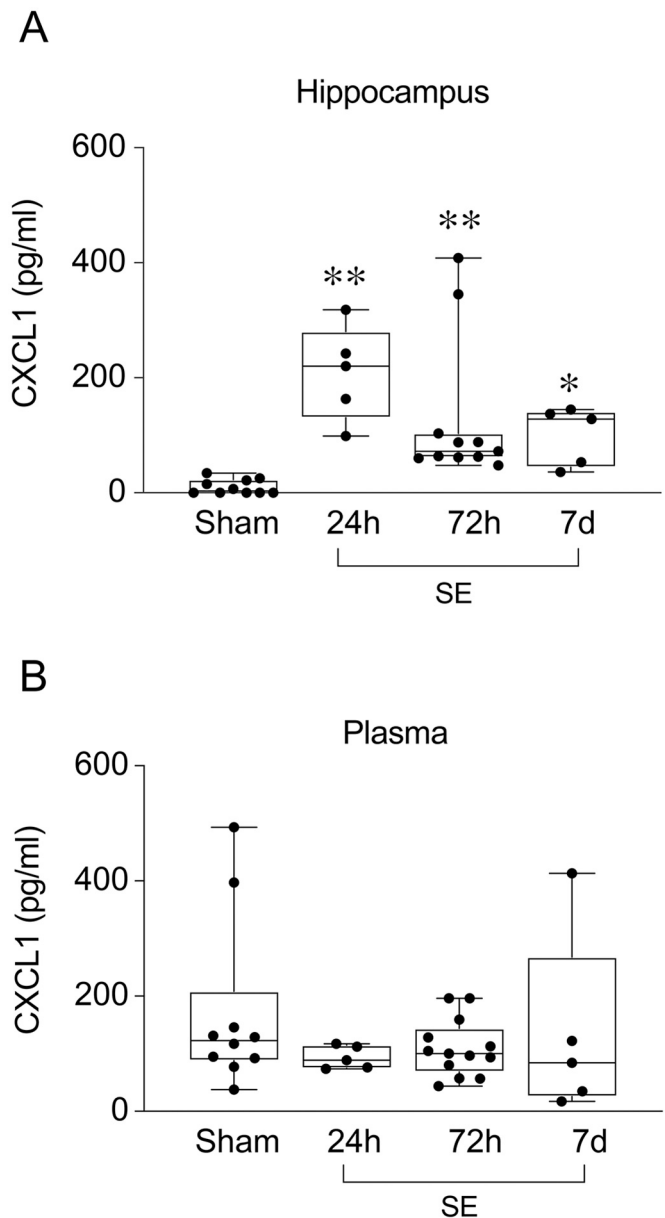 A
Hippocampus
CXCL1 (pg/ml)
600
400
200
0
**
**
*
Sham 24h 72h 7d
SE
B
Plasma
CXCL1 (pg/ml)
600
400
200
0
Sham 24h 72h 7d
SE